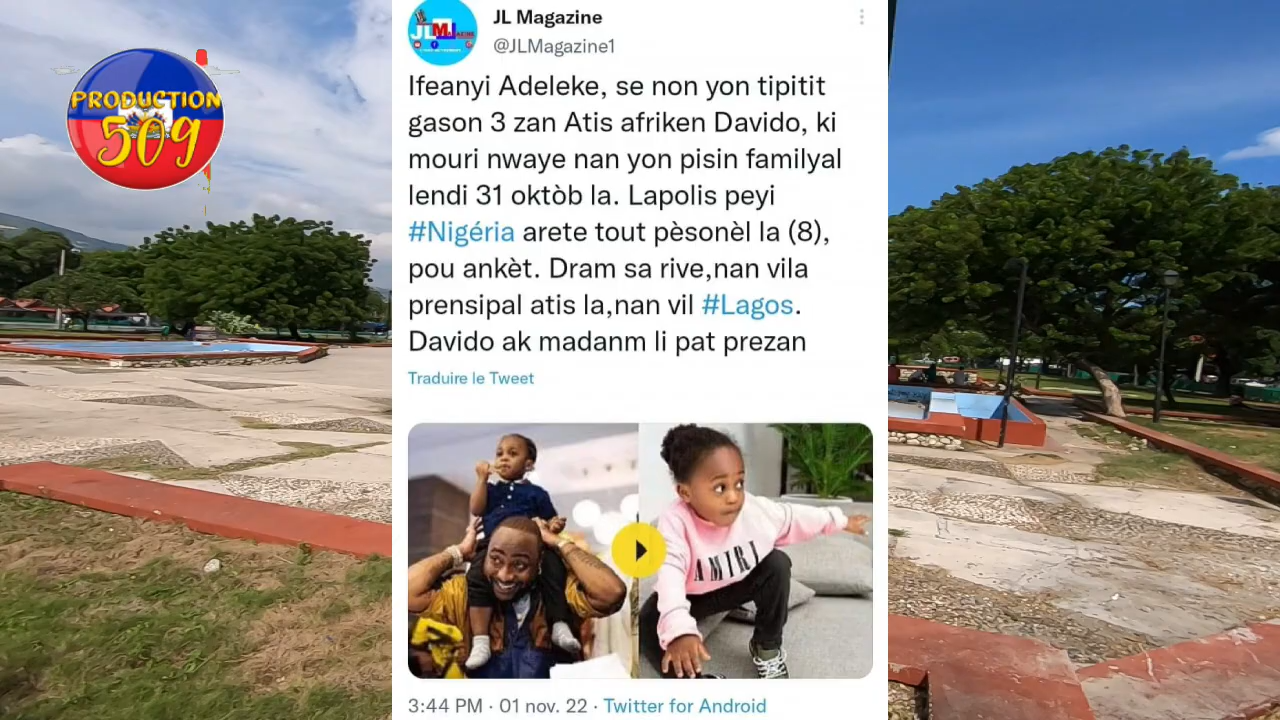 PRODUCTION
509
JLM
JL Magazine
@JLMagazine1
Ifeanyi Adeleke, se non yon tipitit
gason 3 zan Atis afriken Davido, ki
mouri nwaye nan yon pisin familyal
lendi 31 oktòb la. Lapolis peyi
#Nigéria arete tout pèsonèl la (8),
pou ankèt. Dram sa rive,nan vila
prensipal atis la,nan vil #Lagos.
Davido ak madanm li pat prezan
Traduire le Tweet
AMIRI
3:44 PM · 01 nov. 22 · Twitter for Android